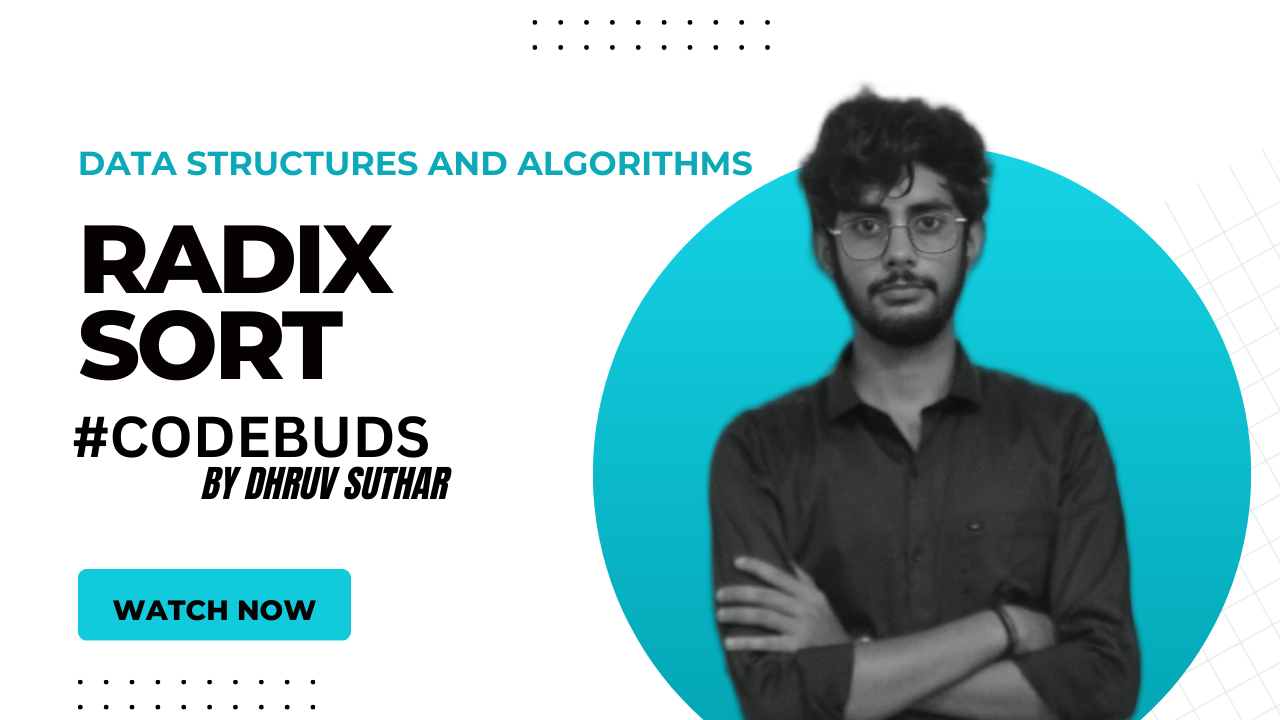 DATA STRUCTURES AND ALGORITHMS
RADIX
SORT
#CODEBUDS
BY DHRUV SUTHAR
WATCH NOW